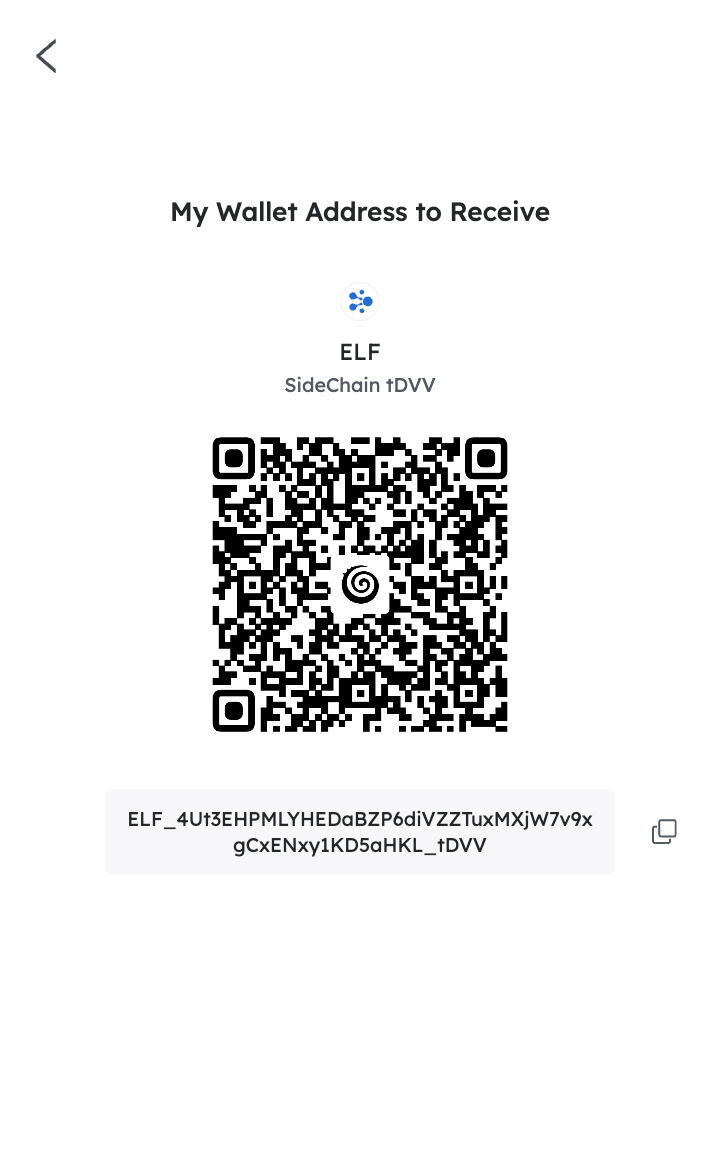 My Wallet Address to Receive
ELF
SideChain tDVV
ELF_4Ut3EHPMLYHEDaBZP6diVZZTuxMXjW7v9x
gCxENxy1KD5aHKL_tDVV